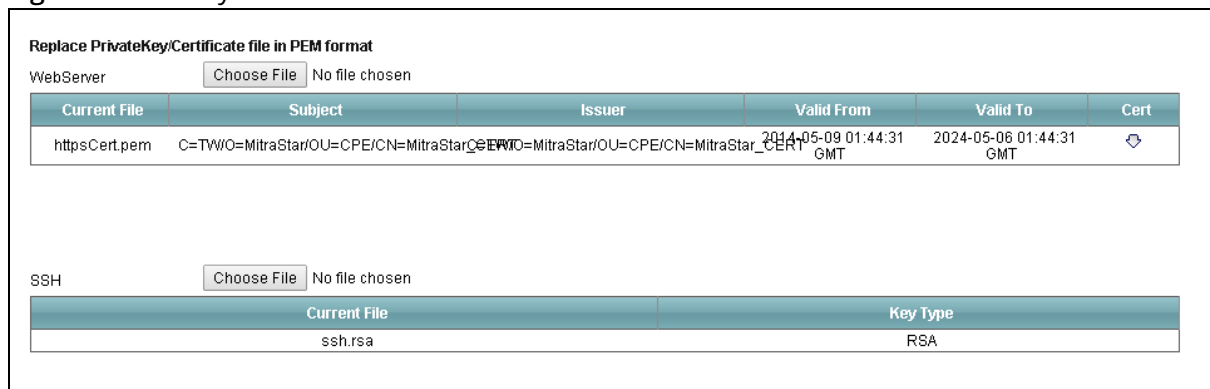 Replace PrivateKey/Certificate file in PEM format
WebServer Choose File No file chosen
Current File Subject Issuer Valid From Valid To Cert
httpsCert.pem C=TW/O=MitraStar/OU=CPE/CN=MitraStar_CERT C=TW/O=MitraStar/OU=CPE/CN=MitraStar_CERT 2014-05-09 01:44:31 2024-05-06 01:44:31
GMT GMT
SSH Choose File No file chosen
Current File Key Type
ssh.rsa RSA